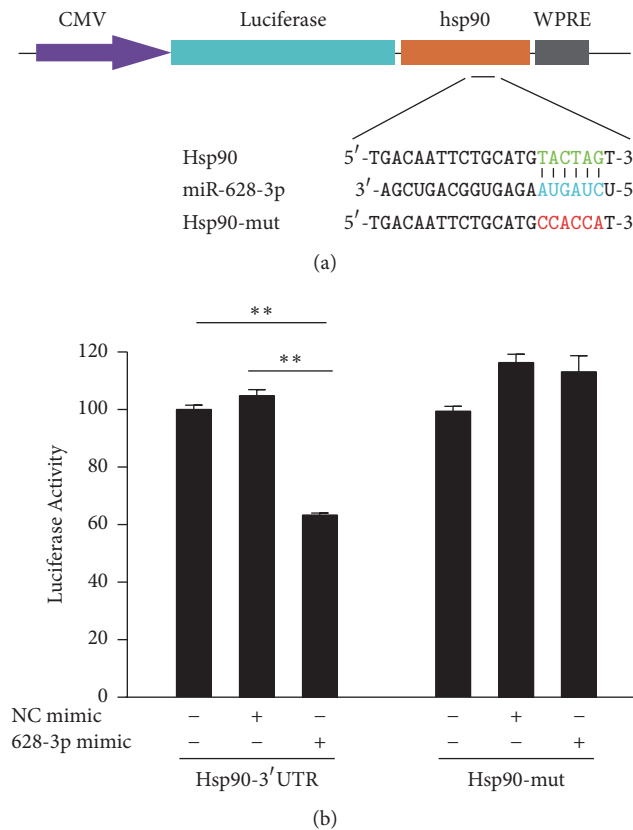 CMV Luciferase hsp90 WPRE
Hsp90 5′-TGACAATTCTGCATGTACTAGT-3
miR-628-3p 3′-AGCUGACGGUGAGAAUGAUCU-5
Hsp90-mut 5′-TGACAATTCTGCATGCCACCAT-3
(a)
**
**
120
100
80
60
40
20
0
Luciferase Activity
NC mimic – + – – + –
628-3p mimic – – + – – +
Hsp90-3′UTR Hsp90-mut
(b)